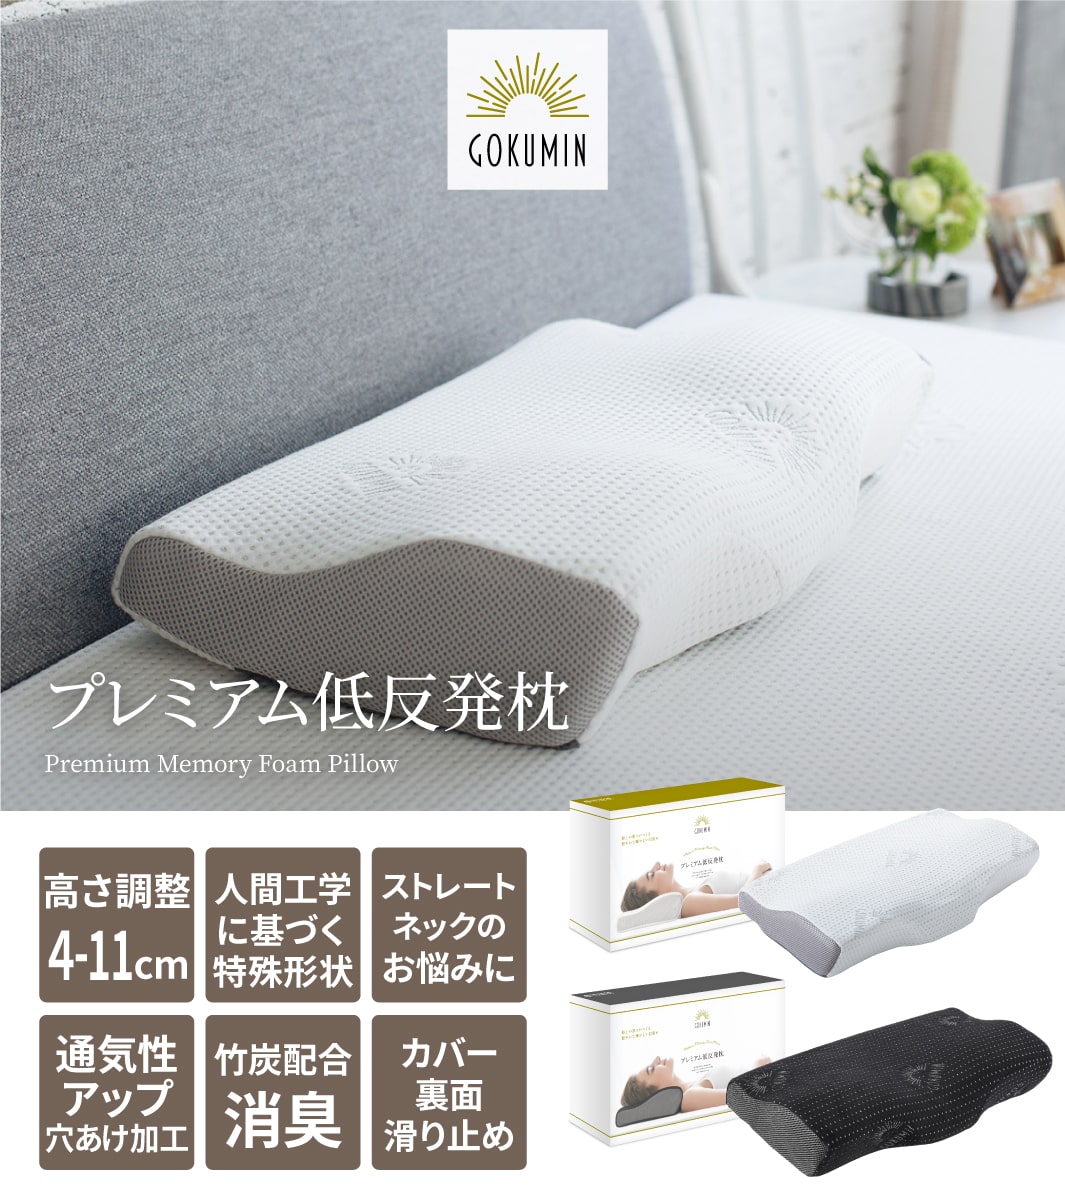 GOKUMIN
プレミアム低反発枕
Premium Memory Foam Pillow
高さ調整
4-11cm
人間工学
に基づく
特殊形状
ストレート
ネックの
お悩みに
通気性
アップ
穴あけ加工
竹炭配合
消臭
カバー
裏面
滑り止め
GOKUMIN
プレミアム低反発枕
GOKUMIN
プレミアム低反発枕